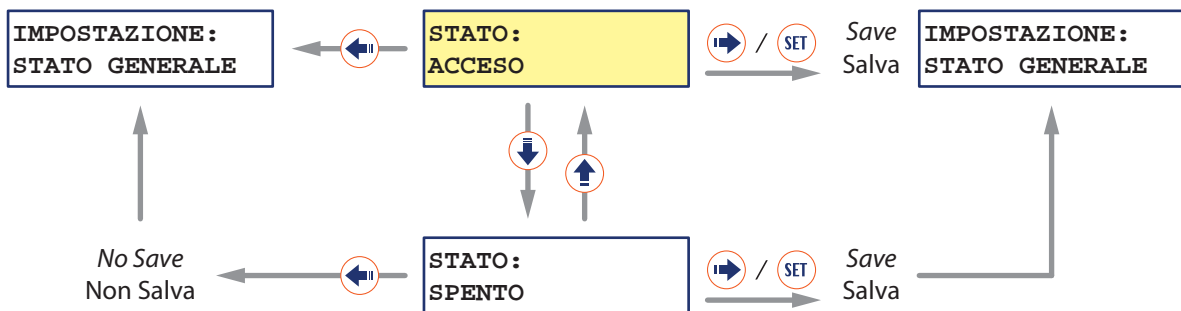 IMPOSTAZIONE:
STATO GENERALE
STATO:
ACCESO
/ SET
Save
Salva
IMPOSTAZIONE:
STATO GENERALE
No Save
Non Salva
STATO:
SPENTO
/ SET
Save
Salva